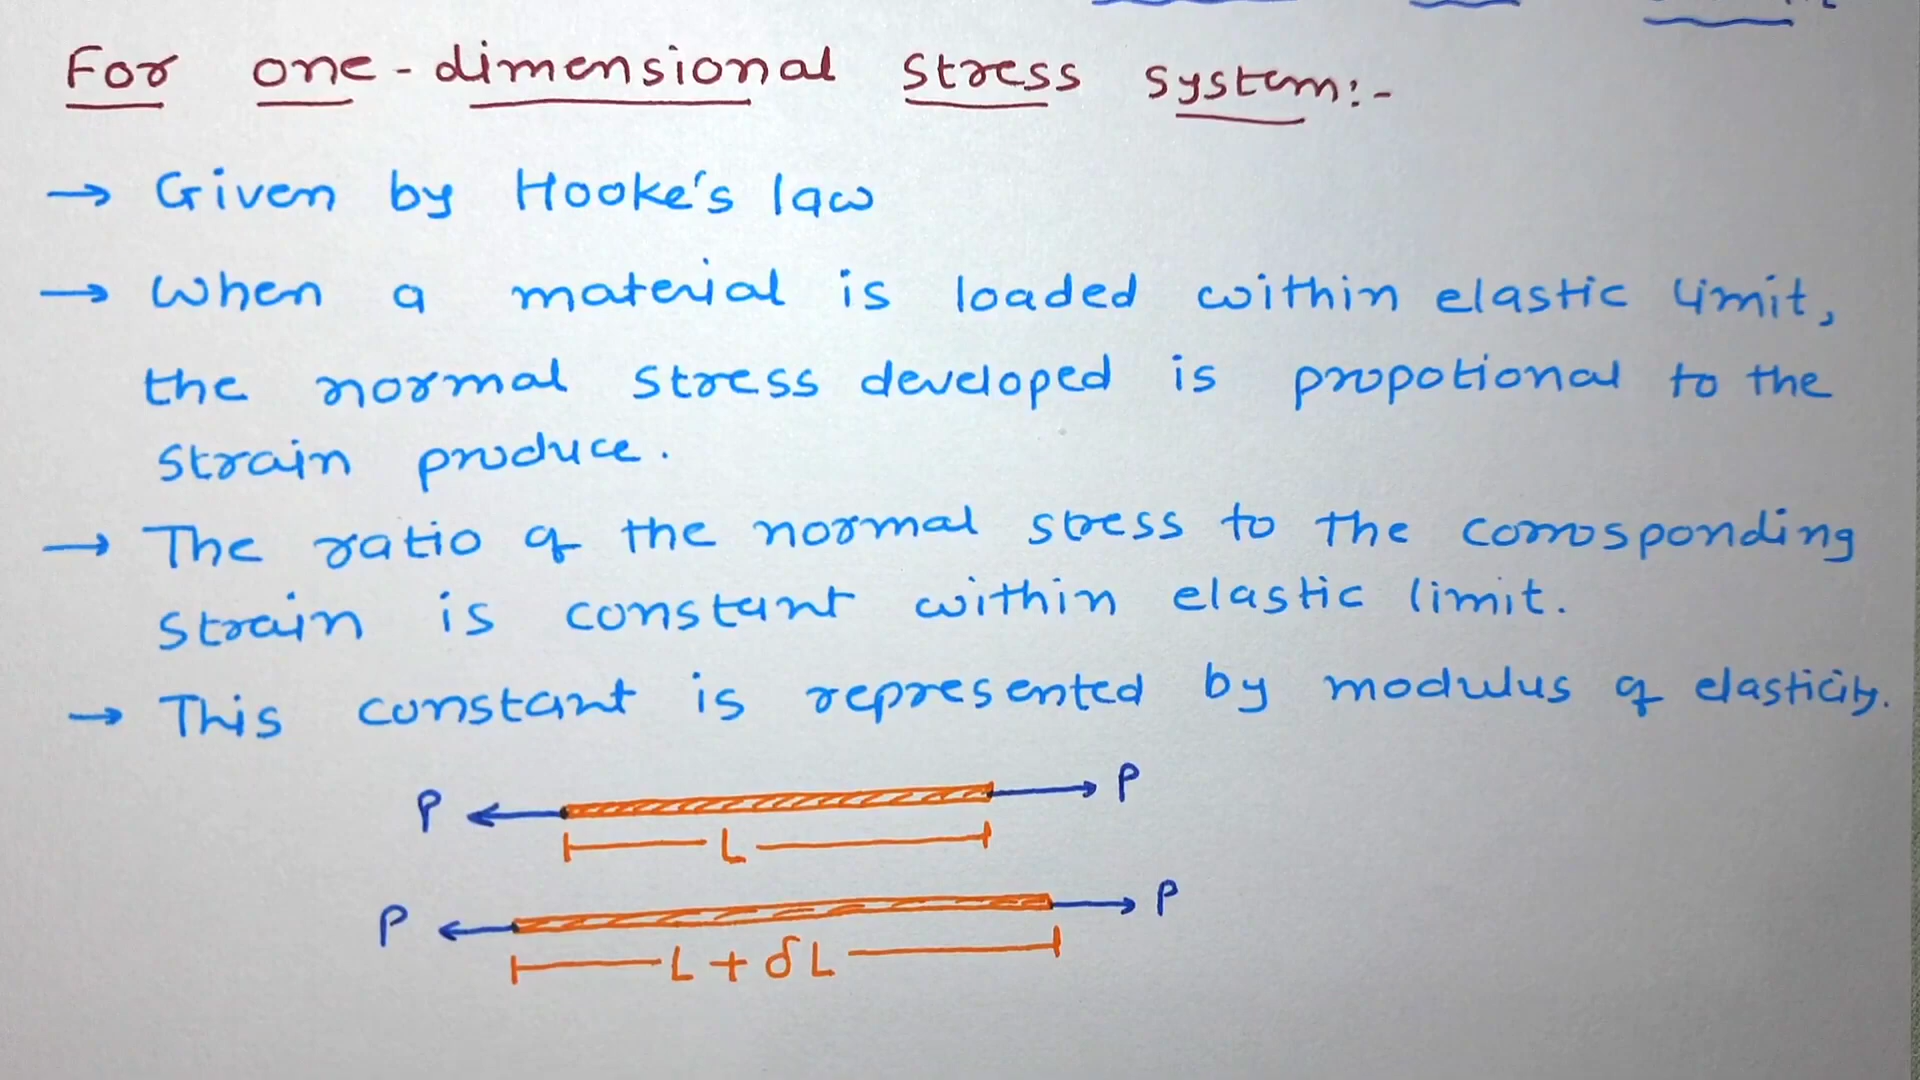 For one-dimensional stress system:-
→ Given by Hooke's law
→ When a material is loaded within elastic limit,
the normal stress developed is propotional to the
strain produce.
→ The ratio of the normal stress to the corrosponding
strain is constant within elastic limit.
→ This constant is represented by modulus of elasticity.
P P
L
P P
L + δL